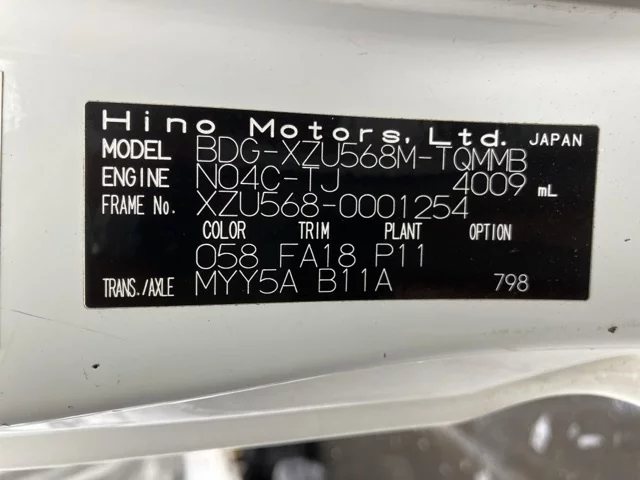 Hino Motors, Ltd. JAPAN
MODEL BDG-XZU568M-TQMMB
ENGINE N04C-TJ 4009 mL
FRAME No. XZU568-0001254
COLOR TRIM PLANT OPTION
058 FA18 P11
TRANS./AXLE MYY5A B11A 798